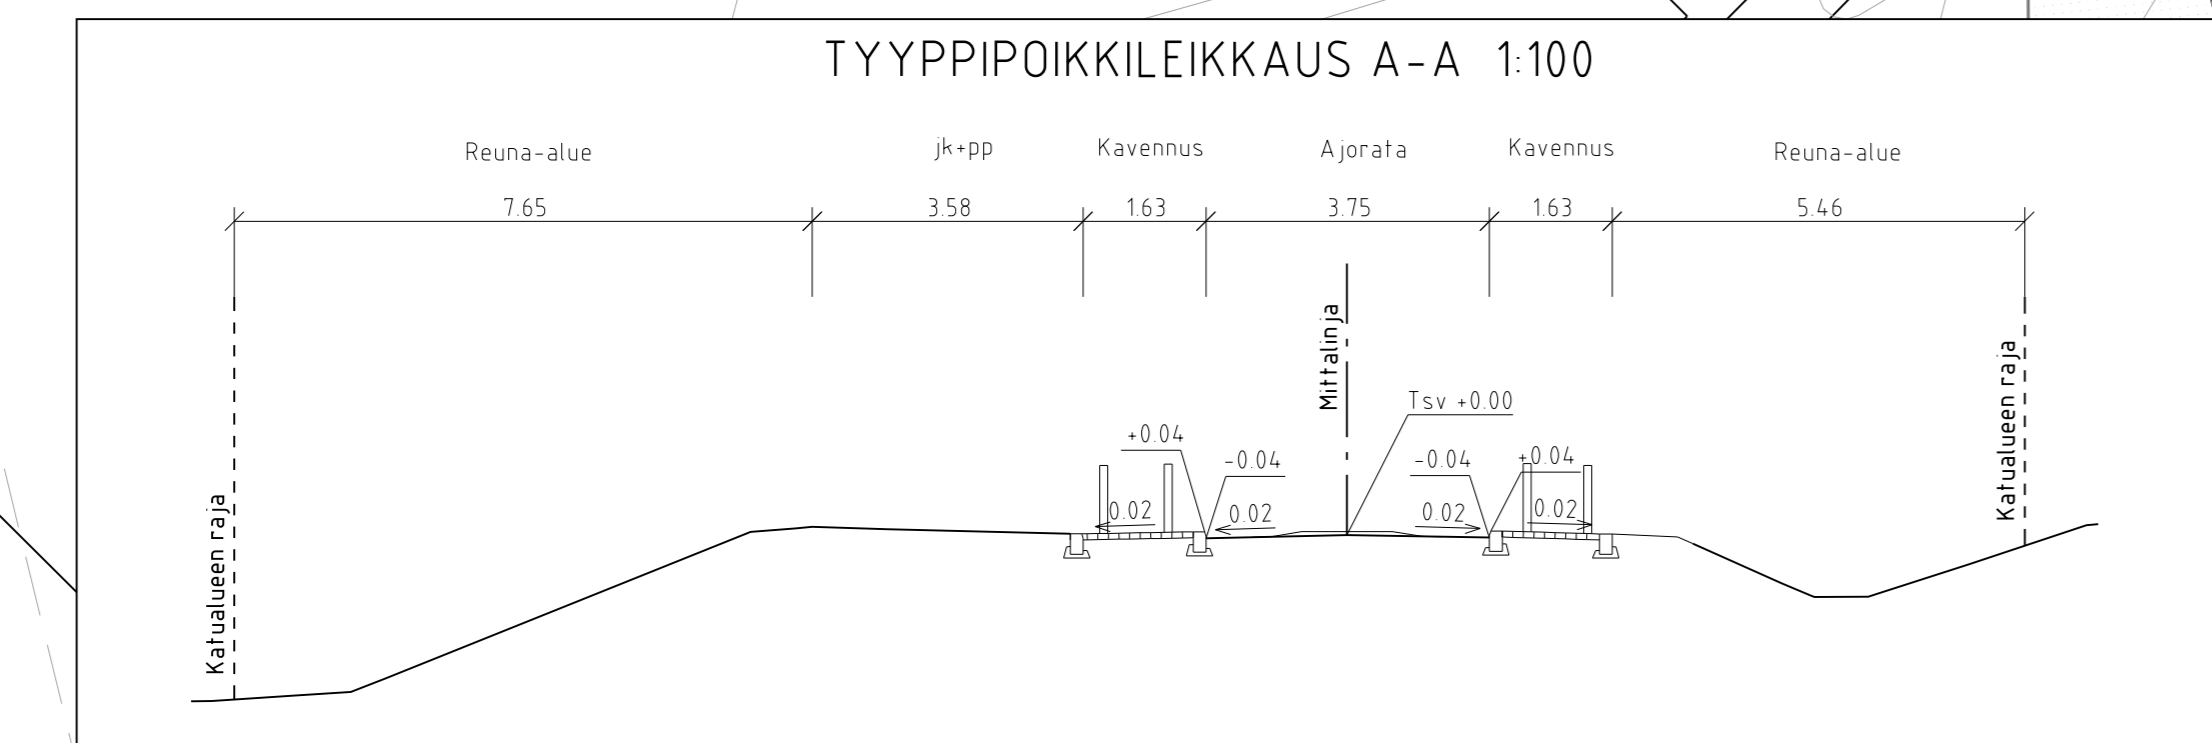 TYYPPIPOIKKILEIKKAUS A-A 1:100
Reuna-alue jk+pp Kavennus Ajorata Kavennus Reuna-alue
7.65 3.58 1.63 3.75 1.63 5.46
Katualueen raja
Mittalinja
Katualueen raja
Tsv +0.00
+0.04 -0.04 -0.04 +0.04
0.02 0.02 0.02 0.02